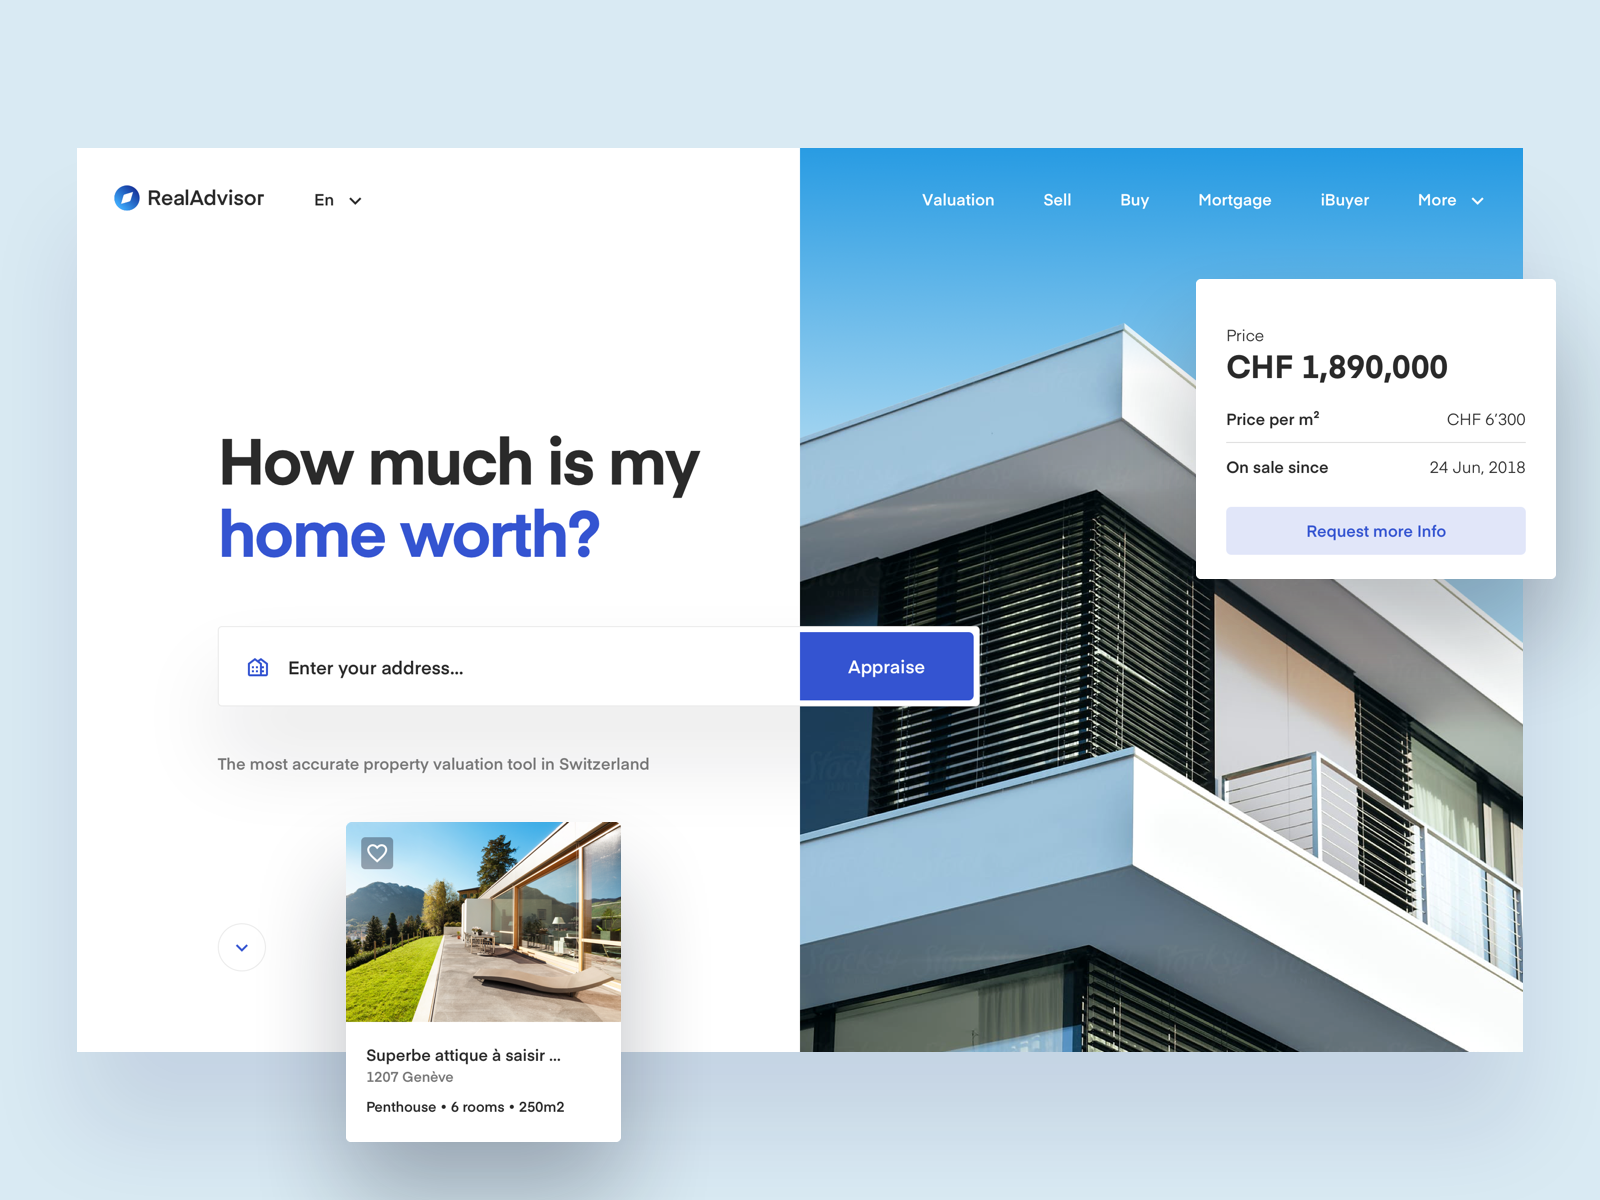 RealAdvisor
En
Valuation
Sell
Buy
Mortgage
iBuyer
More
Price
CHF 1,890,000
Price per m²
CHF 6’300
On sale since
24 Jun, 2018
Request more Info
How much is my
home worth?
Enter your address...
Appraise
The most accurate property valuation tool in Switzerland
Superbe attique à saisir ...
1207 Genève
Penthouse • 6 rooms • 250m2